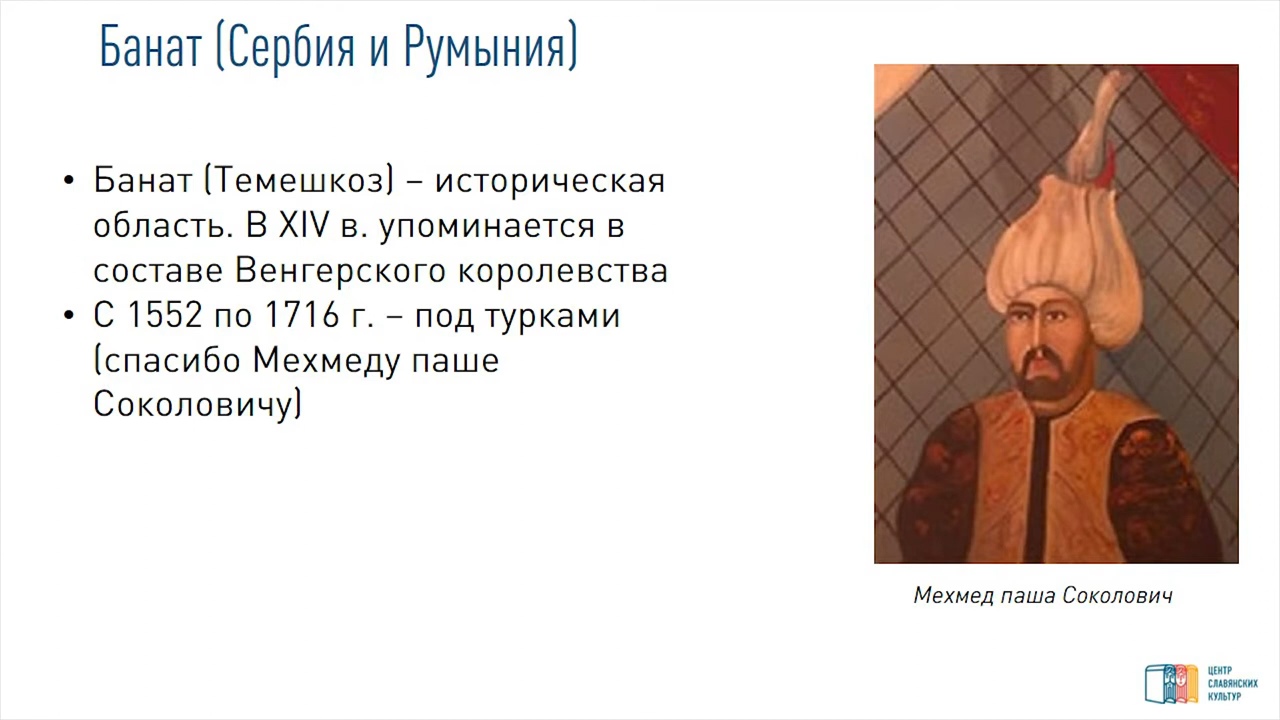 Банат (Сербия и Румыния)
• Банат (Темешкоз) – историческая
область. В XIV в. упоминается в
составе Венгерского королевства
• С 1552 по 1716 г. – под турками
(спасибо Мехмеду паше
Соколовичу)
Мехмед паша Соколович
ЦЕНТР
СЛАВЯНСКИХ
КУЛЬТУР